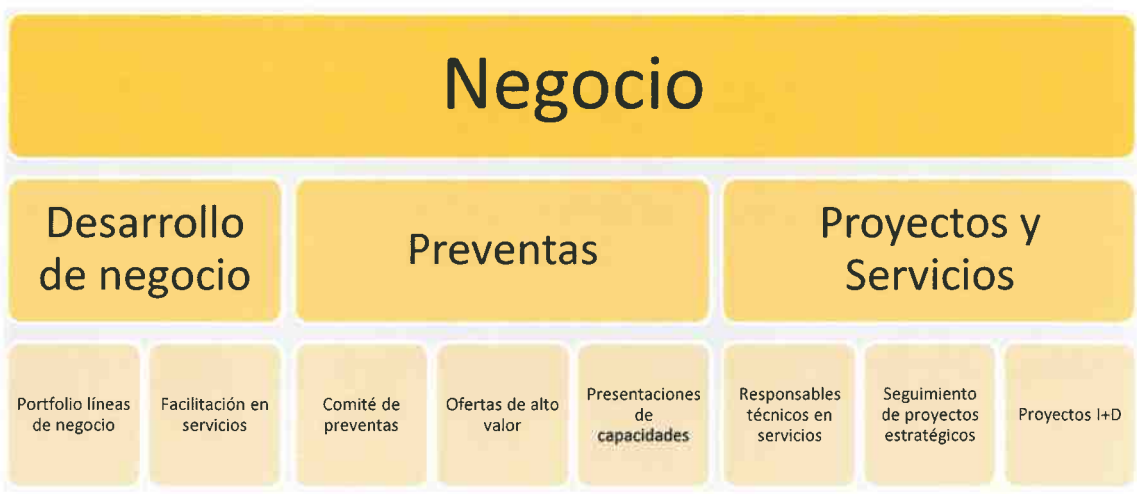 Negocio
Desarrollo
de negocio
Preventas
Proyectos y
Servicios
Portfolio líneas
de negocio
Facilitación en
servicios
Comité de
preventas
Ofertas de alto
valor
Presentaciones
de
capacidades
Responsables
técnicos en
servicios
Seguimiento
de proyectos
estratégicos
Proyectos I+D